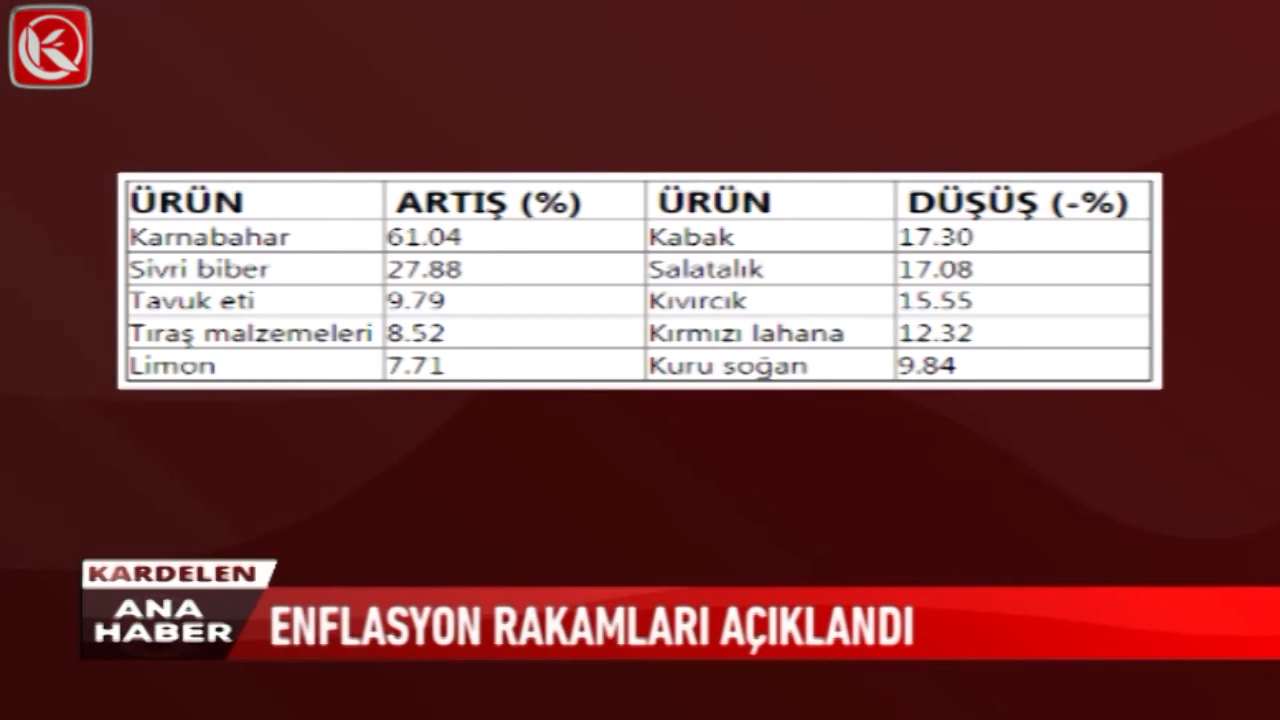 ÜRÜN ARTIŞ (%) ÜRÜN DÜŞÜŞ (-%)
Karnabahar 61.04 Kabak 17.30
Sivri biber 27.88 Salatalık 17.08
Tavuk eti 9.79 Kıvırcık 15.55
Tıraş malzemeleri 8.52 Kırmızı lahana 12.32
Limon 7.71 Kuru soğan 9.84
KARDELEN
ANA
HABER
ENFLASYON RAKAMLARI AÇIKLANDI